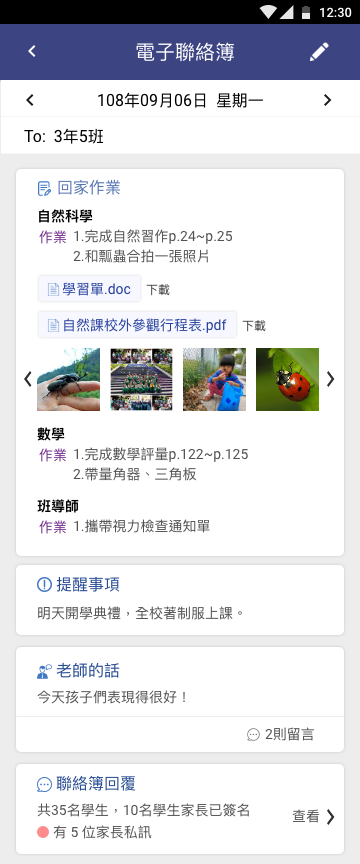 12:30
電子聯絡簿
108年09月06日 星期一
To: 3年5班
回家作業
自然科學
作業 1.完成自然習作p.24~p.25
2.和瓢蟲合拍一張照片
學習單.doc 下載
自然課校外參觀行程表.pdf 下載
數學
作業 1.完成數學評量p.122~p.125
2.帶量角器、三角板
班導師
作業 1.攜帶視力檢查通知單
提醒事項
明天開學典禮，全校著制服上課。
老師的話
今天孩子們表現得很好！
2則留言
聯絡簿回覆
共35名學生，10名學生家長已簽名
有 5 位家長私訊
查看